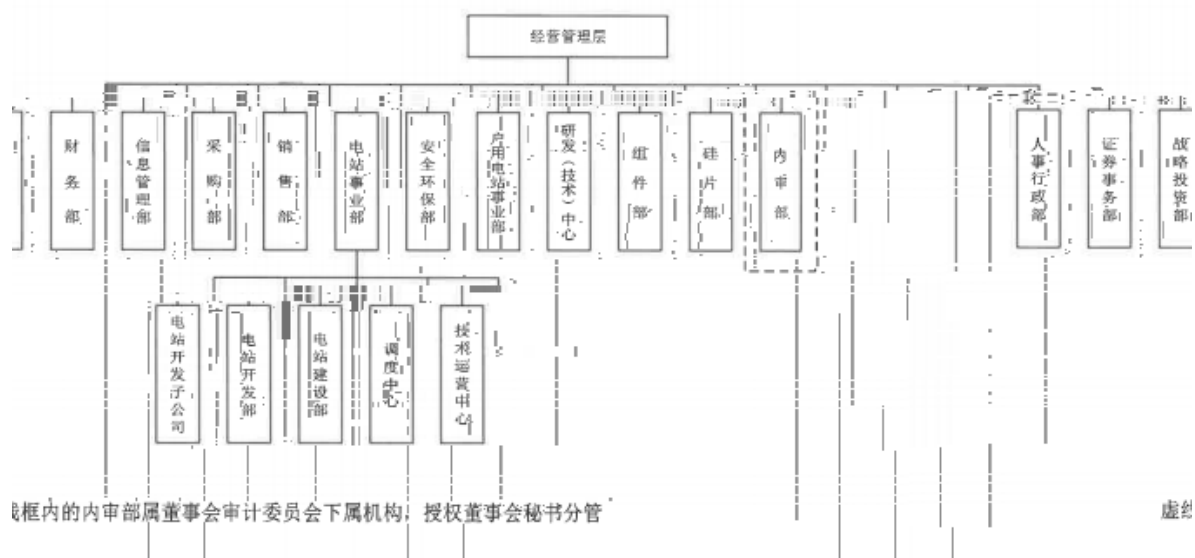 经营管理层
财务部
信息管理部
采购部
销售部
电站事业部
安全环保部
户用电站事业部
研发（技术）中心
组件部
硅片部
内审部
人事行政部
证券事务部
战略投资部
电站开发子公司
电站开发部
电站建设部
调度中心
技术运营中心
框内的内审部属董事会审计委员会下属机构，授权董事会秘书分管
虚线